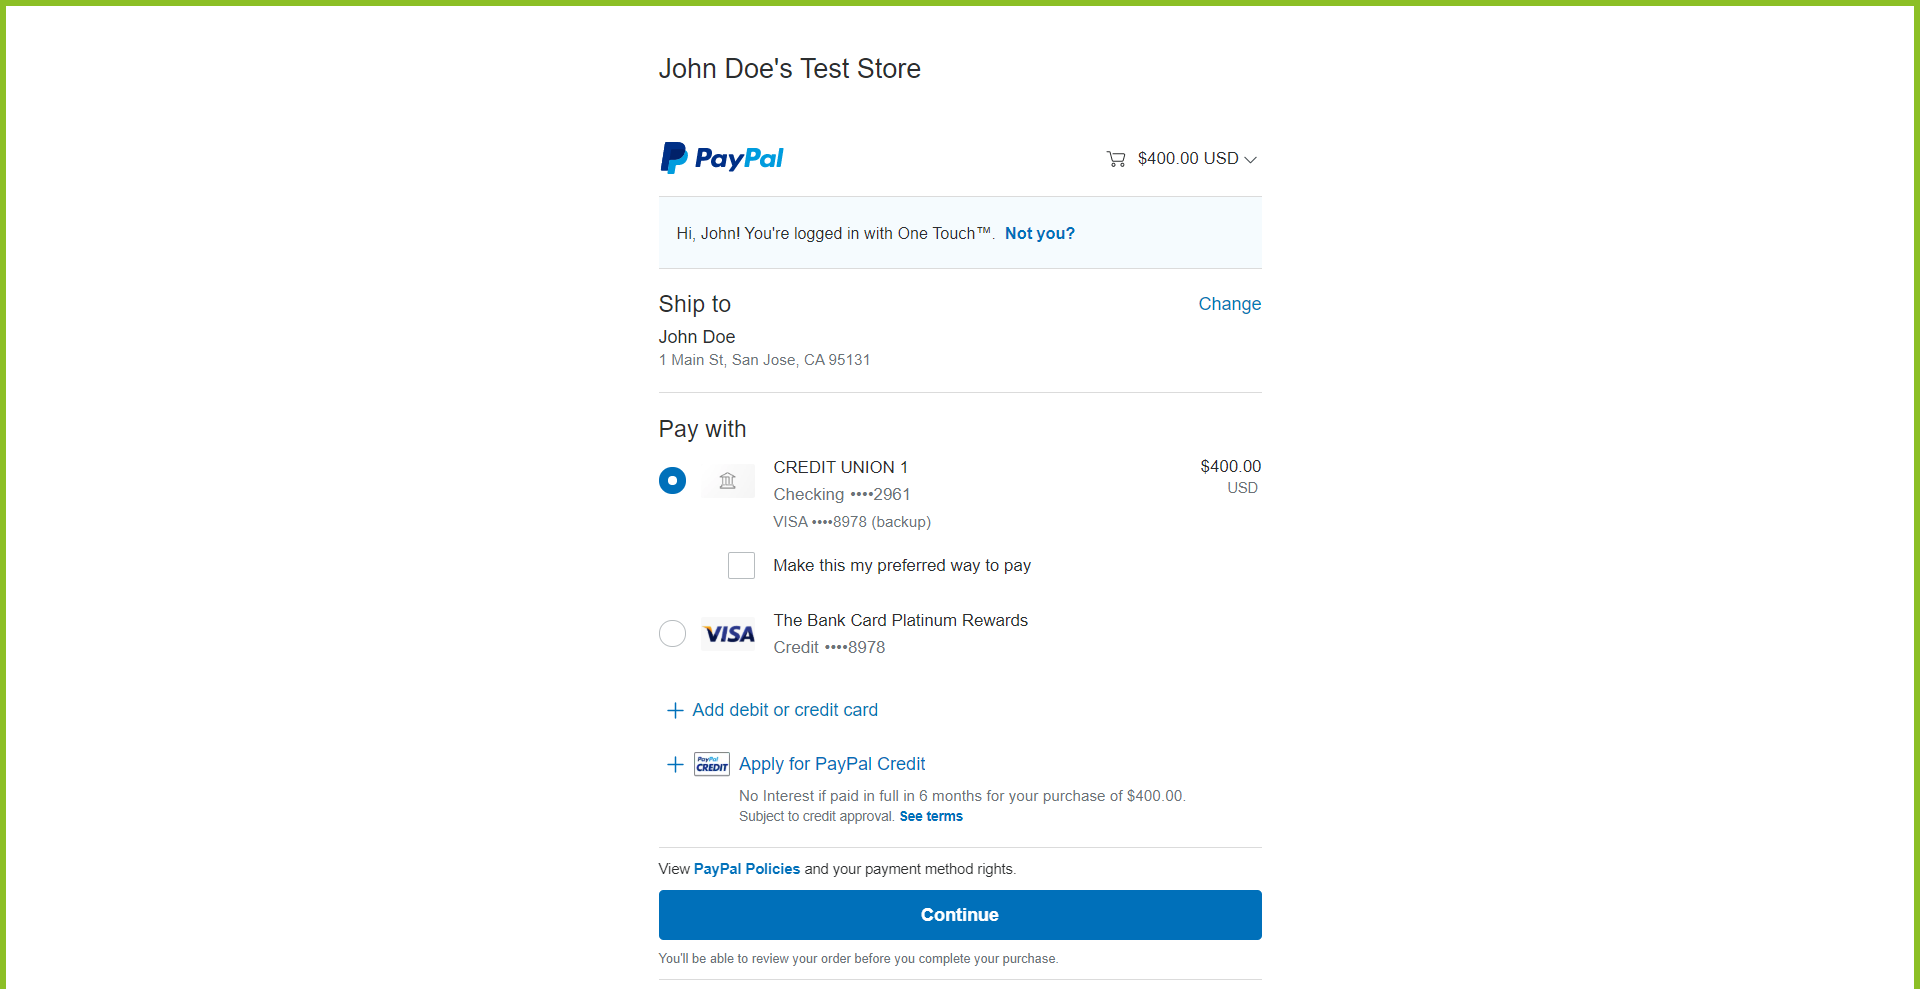 John Doe's Test Store
PayPal
$400.00 USD
Hi, John! You're logged in with One Touch™. Not you?
Ship to
Change
John Doe
1 Main St, San Jose, CA 95131
Pay with
CREDIT UNION 1
$400.00
Checking ••••2961
USD
VISA ••••8978 (backup)
Make this my preferred way to pay
VISA
The Bank Card Platinum Rewards
Credit ••••8978
Add debit or credit card
PayPal
CREDIT
Apply for PayPal Credit
No Interest if paid in full in 6 months for your purchase of $400.00.
Subject to credit approval. See terms
View PayPal Policies and your payment method rights.
Continue
You'll be able to review your order before you complete your purchase.